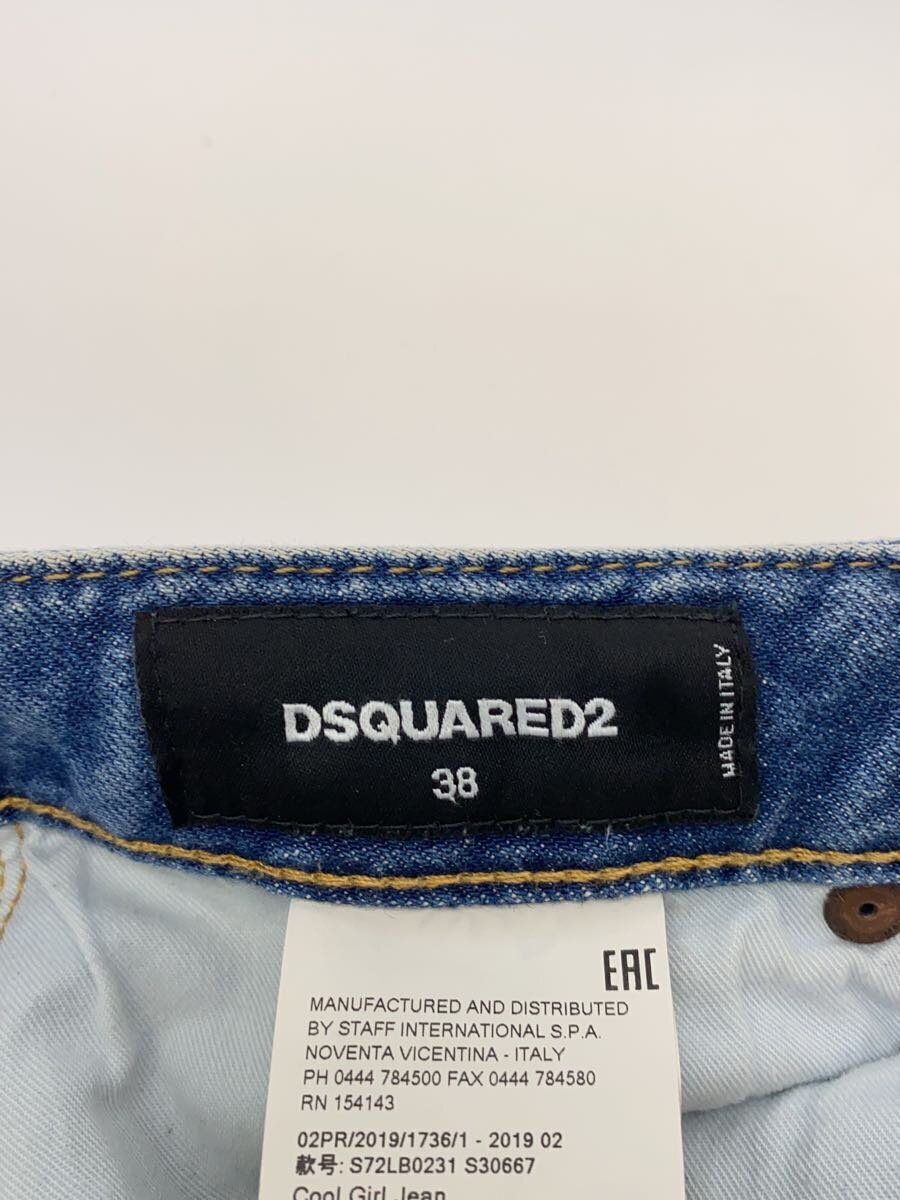 DSQUARED2
38
MADE IN ITALY
EAC
MANUFACTURED AND DISTRIBUTED
BY STAFF INTERNATIONAL S.P.A.
NOVENTA VICENTINA - ITALY
PH 0444 784500 FAX 0444 784580
RN 154143
02PR/2019/1736/1 - 2019 02
款号: S72LB0231 S30667
Cool Girl Jean